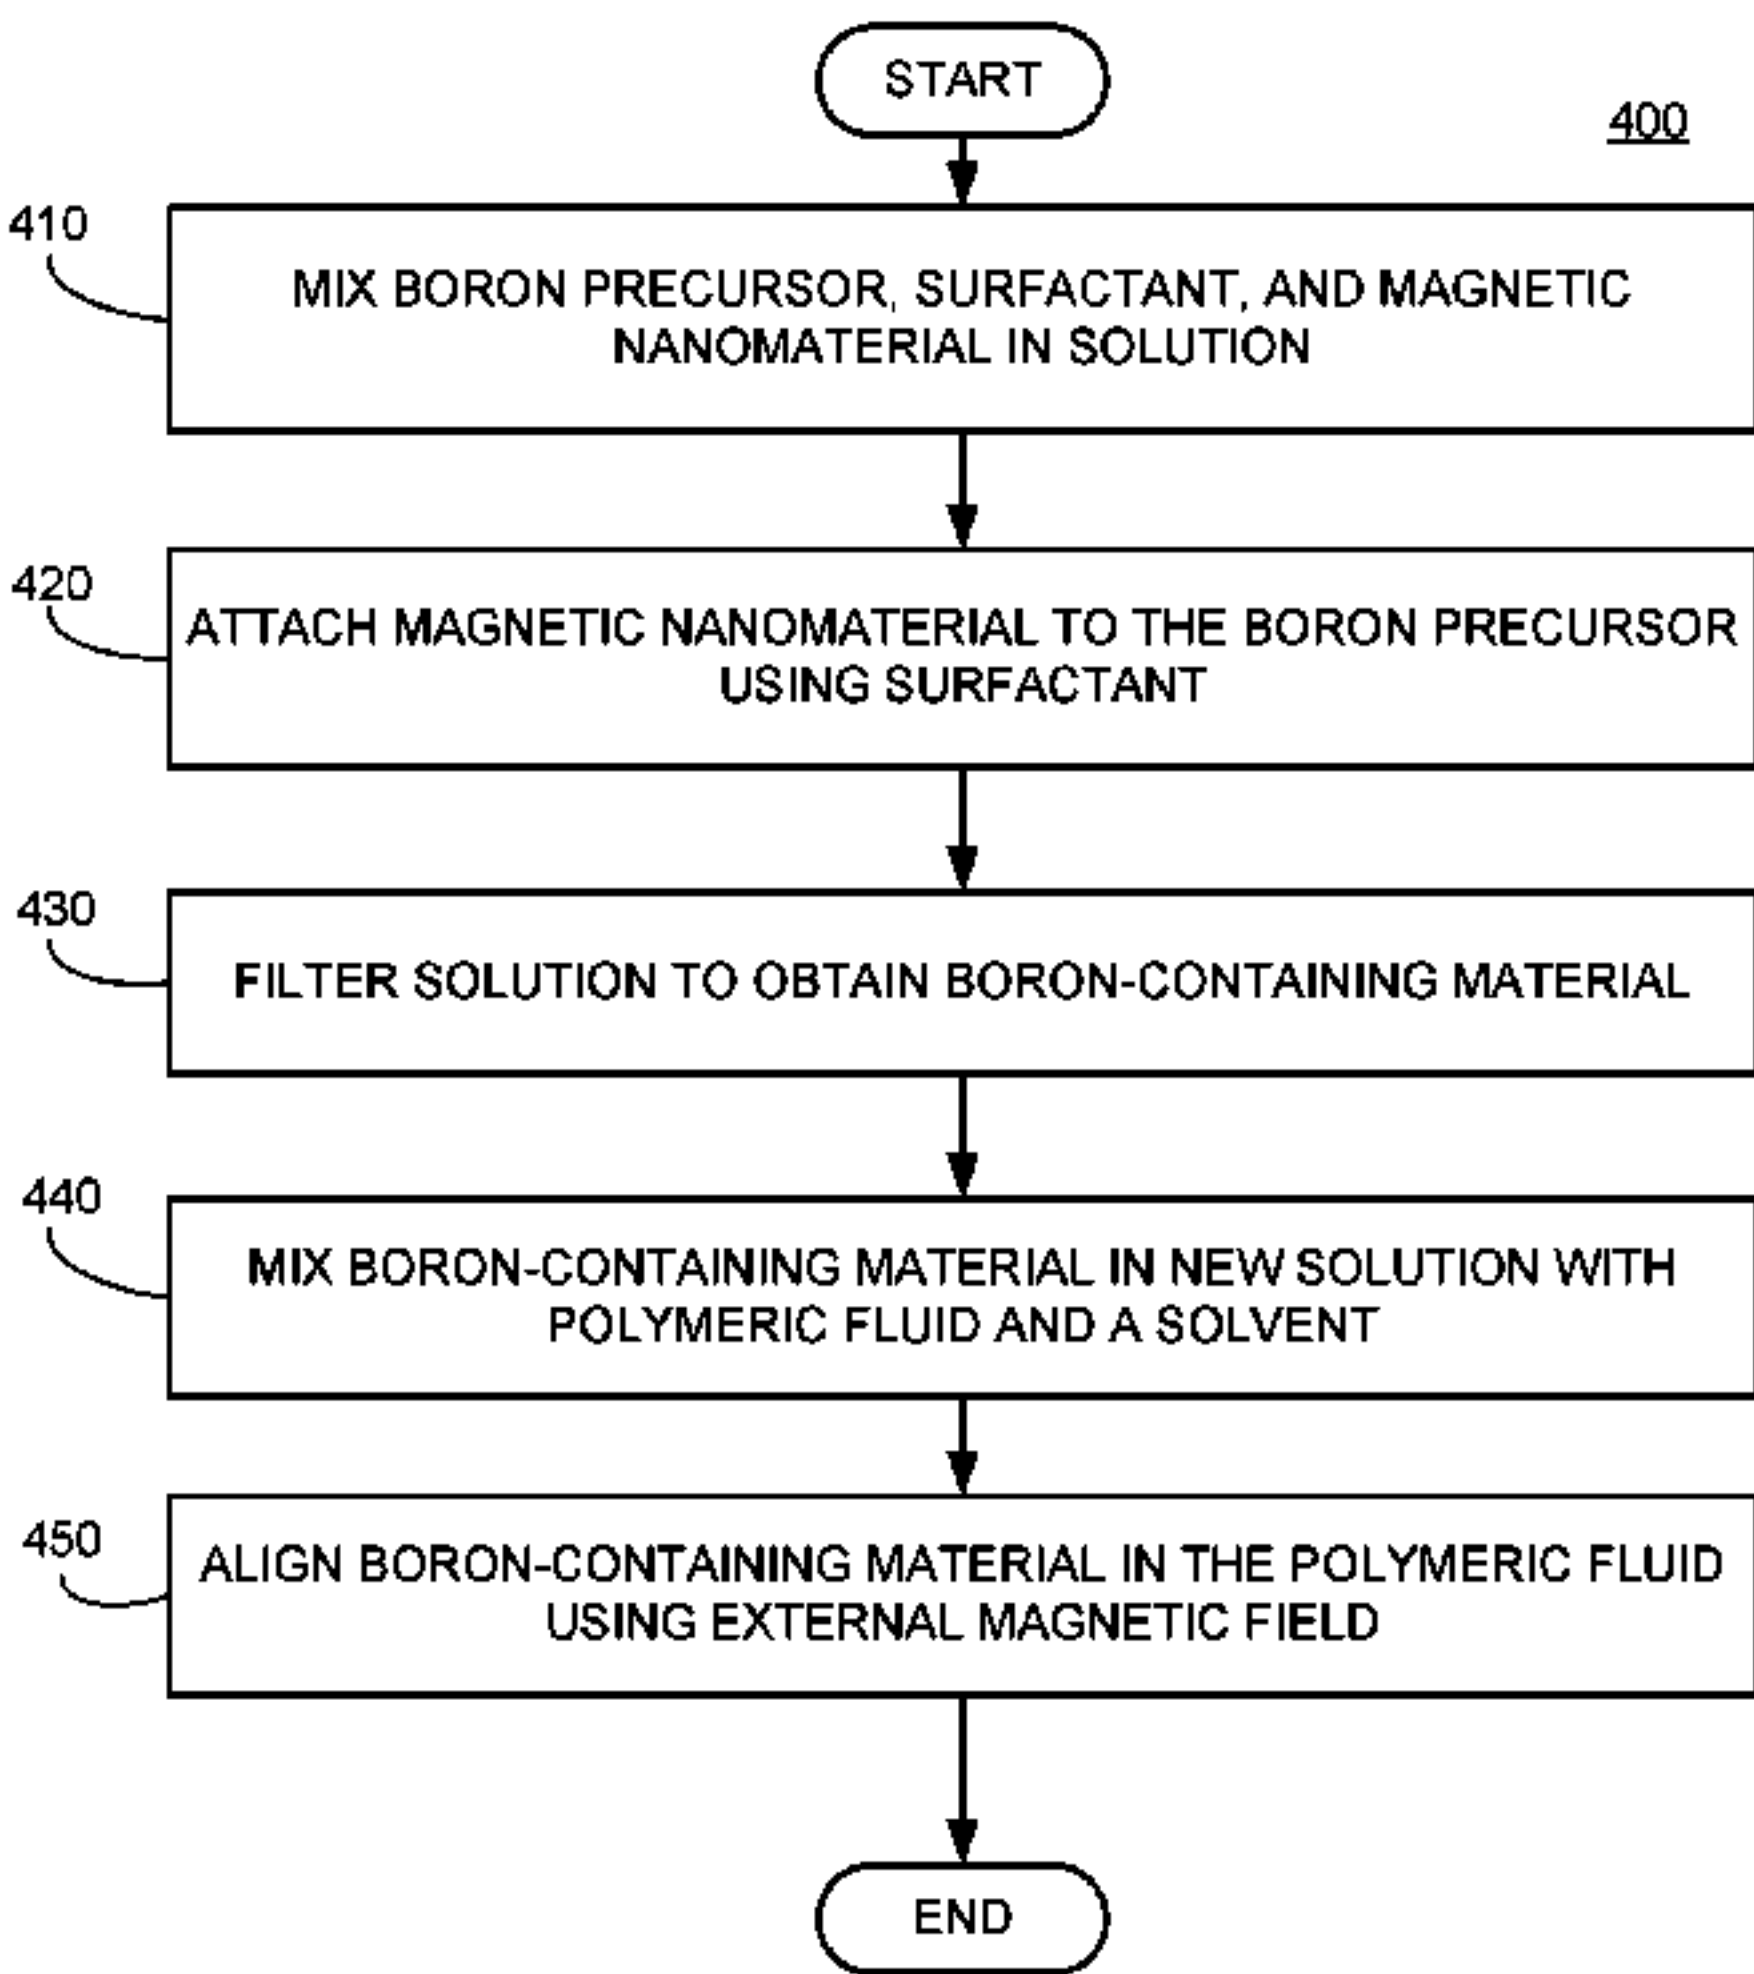 START
400
410
MIX BORON PRECURSOR, SURFACTANT, AND MAGNETIC
NANOMATERIAL IN SOLUTION
420
ATTACH MAGNETIC NANOMATERIAL TO THE BORON PRECURSOR
USING SURFACTANT
430
FILTER SOLUTION TO OBTAIN BORON-CONTAINING MATERIAL
440
MIX BORON-CONTAINING MATERIAL IN NEW SOLUTION WITH
POLYMERIC FLUID AND A SOLVENT
450
ALIGN BORON-CONTAINING MATERIAL IN THE POLYMERIC FLUID
USING EXTERNAL MAGNETIC FIELD
END